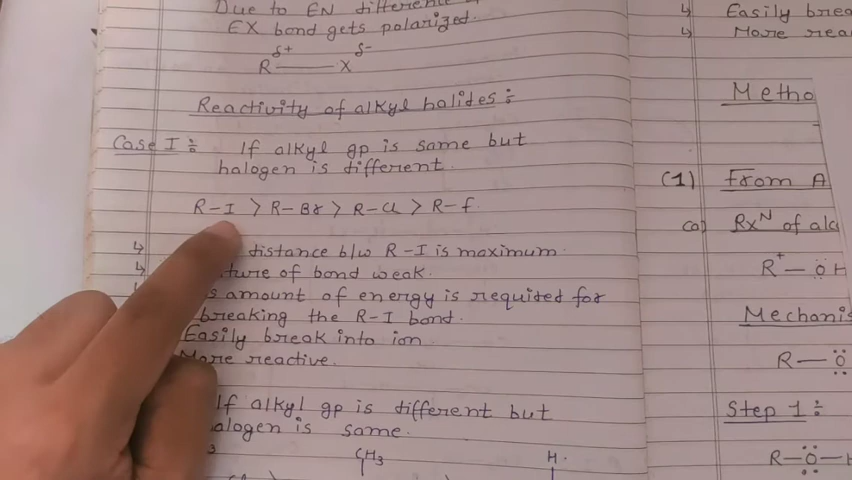 Due to EN difference
EX bond gets polarized.
δ+ δ-
R — X
Reactivity of alkyl halides :
Case I : If alkyl gp is same but
halogen is different.
R-I > R-Br > R-Cl > R-f
distance b/w R-I is maximum
of bond weak.
amount of energy is required for
breaking the R-I bond.
Easily break into ion
More reactive.
If alkyl gp is different but
halogen is same.
CH3 H.
Easily
More
Metho
(1) From A
(a) RxN of alc
R+ — ÖH
Mechanis
R — Ö
Step 1 :
R — Ö — H